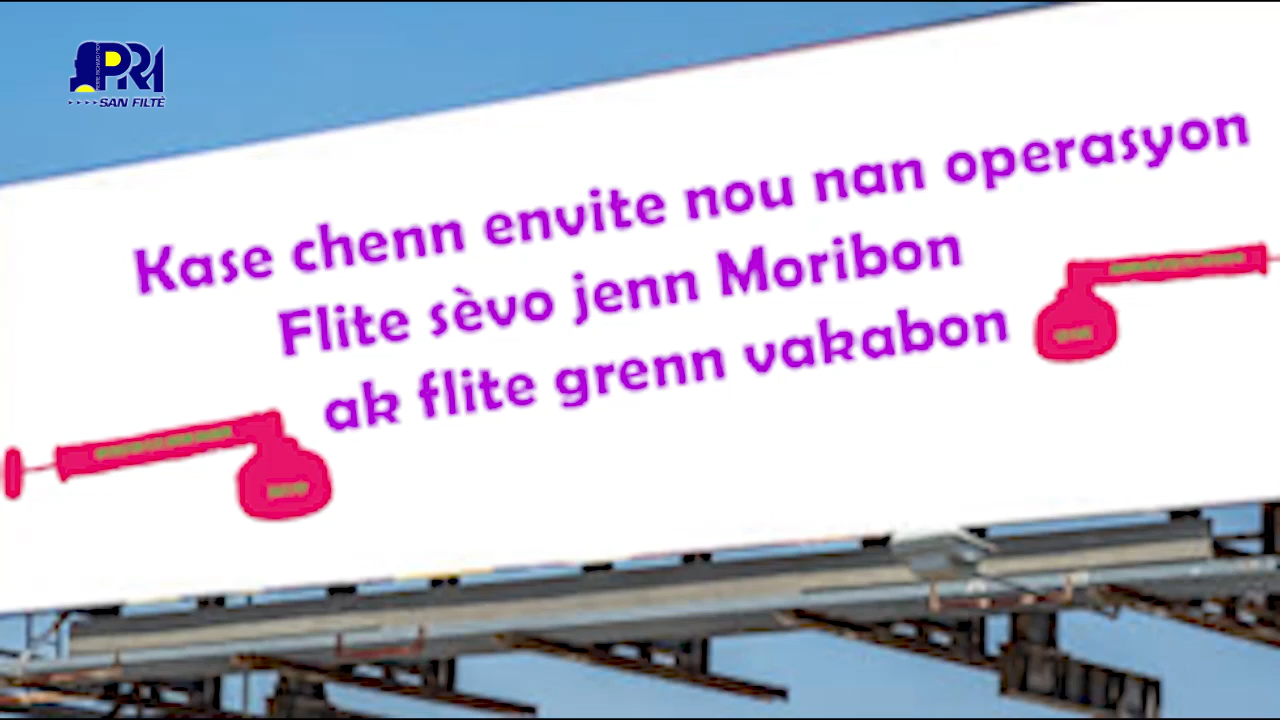 PRI
SAN FILTÈ
Kase chenn envite nou nan operasyon
Flite sèvo jenn Moribon
ak flite grenn vakabon